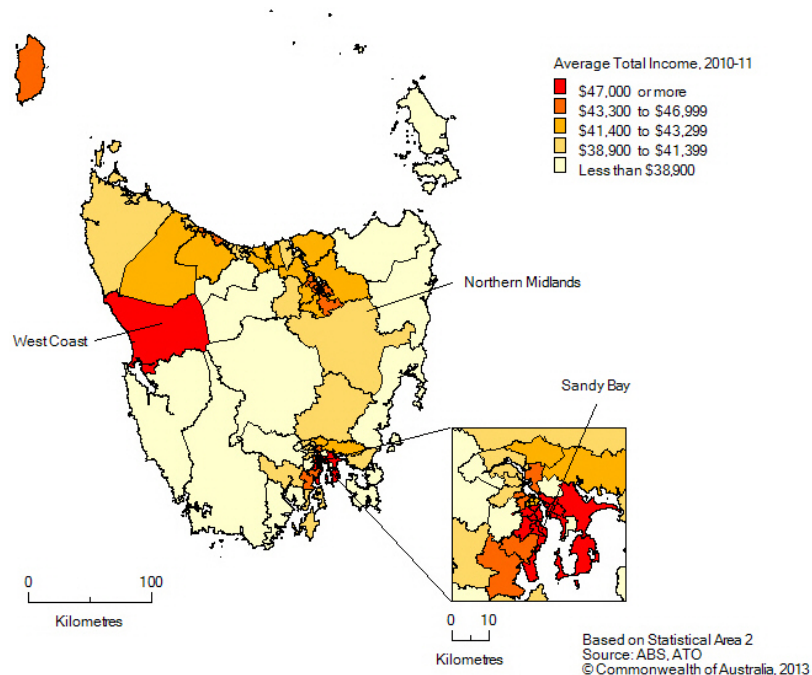 Average Total Income, 2010-11
$47,000 or more
$43,300 to $46,999
$41,400 to $43,299
$38,900 to $41,399
Less than $38,900
Northern Midlands
West Coast
Sandy Bay
0 100
Kilometres
0 10
Kilometres
Based on Statistical Area 2
Source: ABS, ATO
© Commonwealth of Australia, 2013